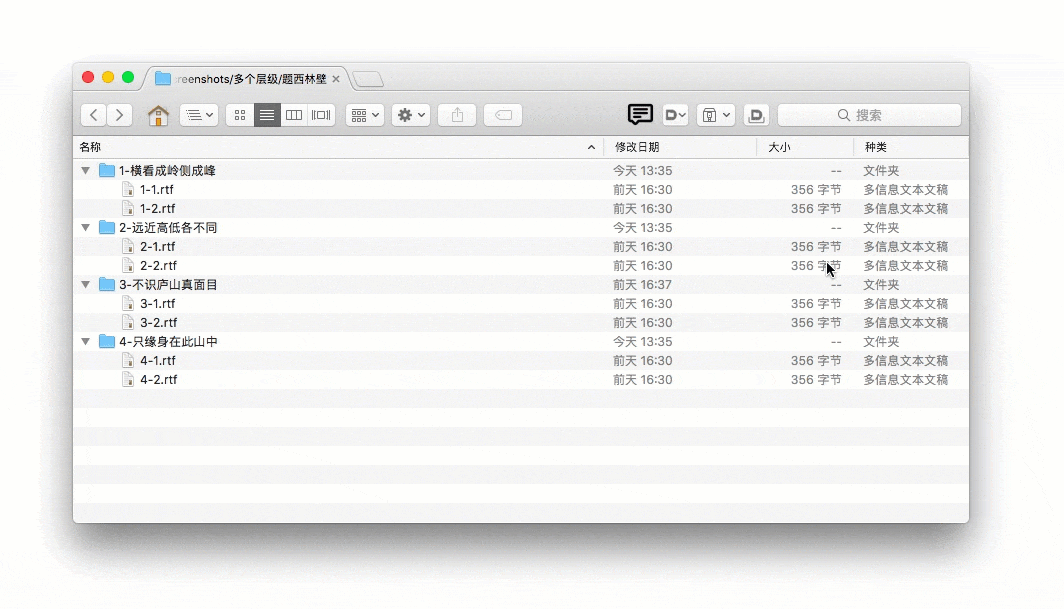 reenshots/多个层级/题西林壁
搜索
名称 修改日期 大小 种类
1-横看成岭侧成峰 今天 13:35 -- 文件夹
1-1.rtf 前天 16:30 356 字节 多信息文本文稿
1-2.rtf 前天 16:30 356 字节 多信息文本文稿
2-远近高低各不同 今天 13:35 -- 文件夹
2-1.rtf 前天 16:30 356 字节 多信息文本文稿
2-2.rtf 前天 16:30 356 字节 多信息文本文稿
3-不识庐山真面目 前天 16:37 -- 文件夹
3-1.rtf 前天 16:30 356 字节 多信息文本文稿
3-2.rtf 前天 16:30 356 字节 多信息文本文稿
4-只缘身在此山中 今天 13:35 -- 文件夹
4-1.rtf 前天 16:30 356 字节 多信息文本文稿
4-2.rtf 前天 16:30 356 字节 多信息文本文稿